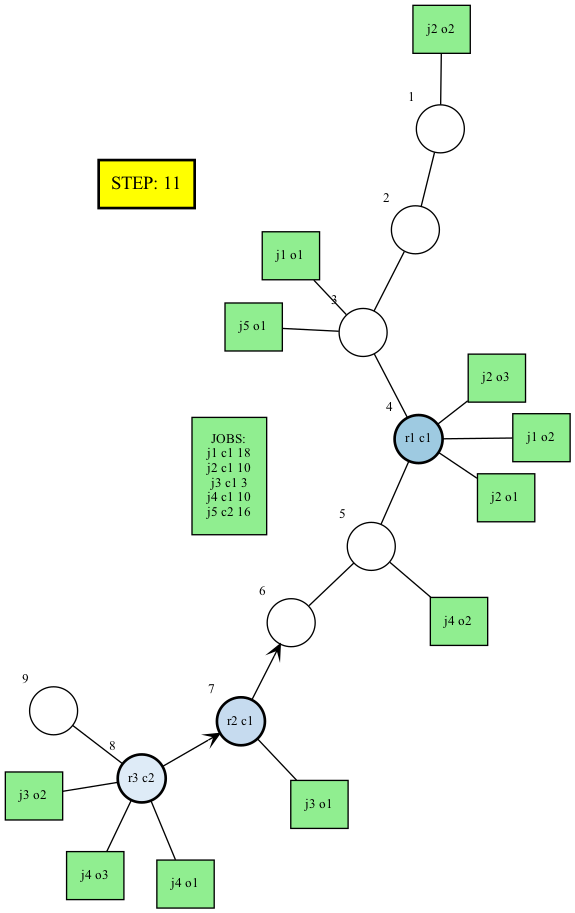 j2 o2
1
STEP: 11
2
j1 o1
3
j5 o1
j2 o3
4
r1 c1
j1 o2
JOBS:
j1 c1 18
j2 c1 10
j3 c1 3
j4 c1 10
j5 c2 16
j2 o1
5
6
j4 o2
9
7
r2 c1
8
r3 c2
j3 o2
j3 o1
j4 o3
j4 o1